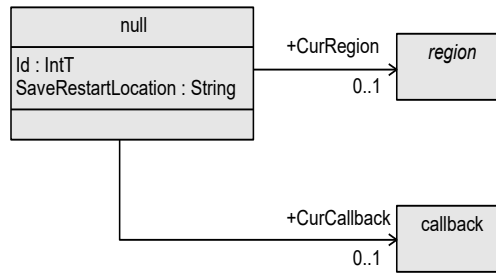 null
Id : IntT
SaveRestartLocation : String
+CurRegion
region
0..1
+CurCallback
callback
0..1